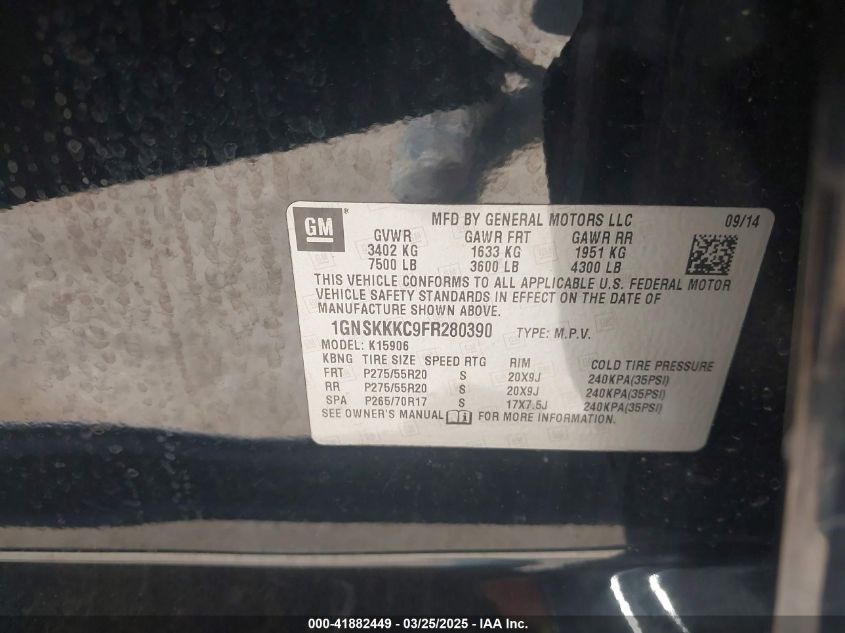 GM ®
MFD BY GENERAL MOTORS LLC 09/14
GVWR GAWR FRT GAWR RR
3402 KG 1633 KG 1951 KG
7500 LB 3600 LB 4300 LB
THIS VEHICLE CONFORMS TO ALL APPLICABLE U.S. FEDERAL MOTOR
VEHICLE SAFETY STANDARDS IN EFFECT ON THE DATE OF
MANUFACTURE SHOWN ABOVE.
1GNSKKKC9FR280390 TYPE: M.P.V.
MODEL: K15906
KBNG TIRE SIZE SPEED RTG RIM COLD TIRE PRESSURE
FRT P275/55R20 S 20X9J 240KPA(35PSI)
RR P275/55R20 S 20X9J 240KPA(35PSI)
SPA P265/70R17 S 17X7.5J 240KPA(35PSI)
SEE OWNER'S MANUAL i FOR MORE INFORMATION.
000-41882449 - 03/25/2025 - IAA Inc.